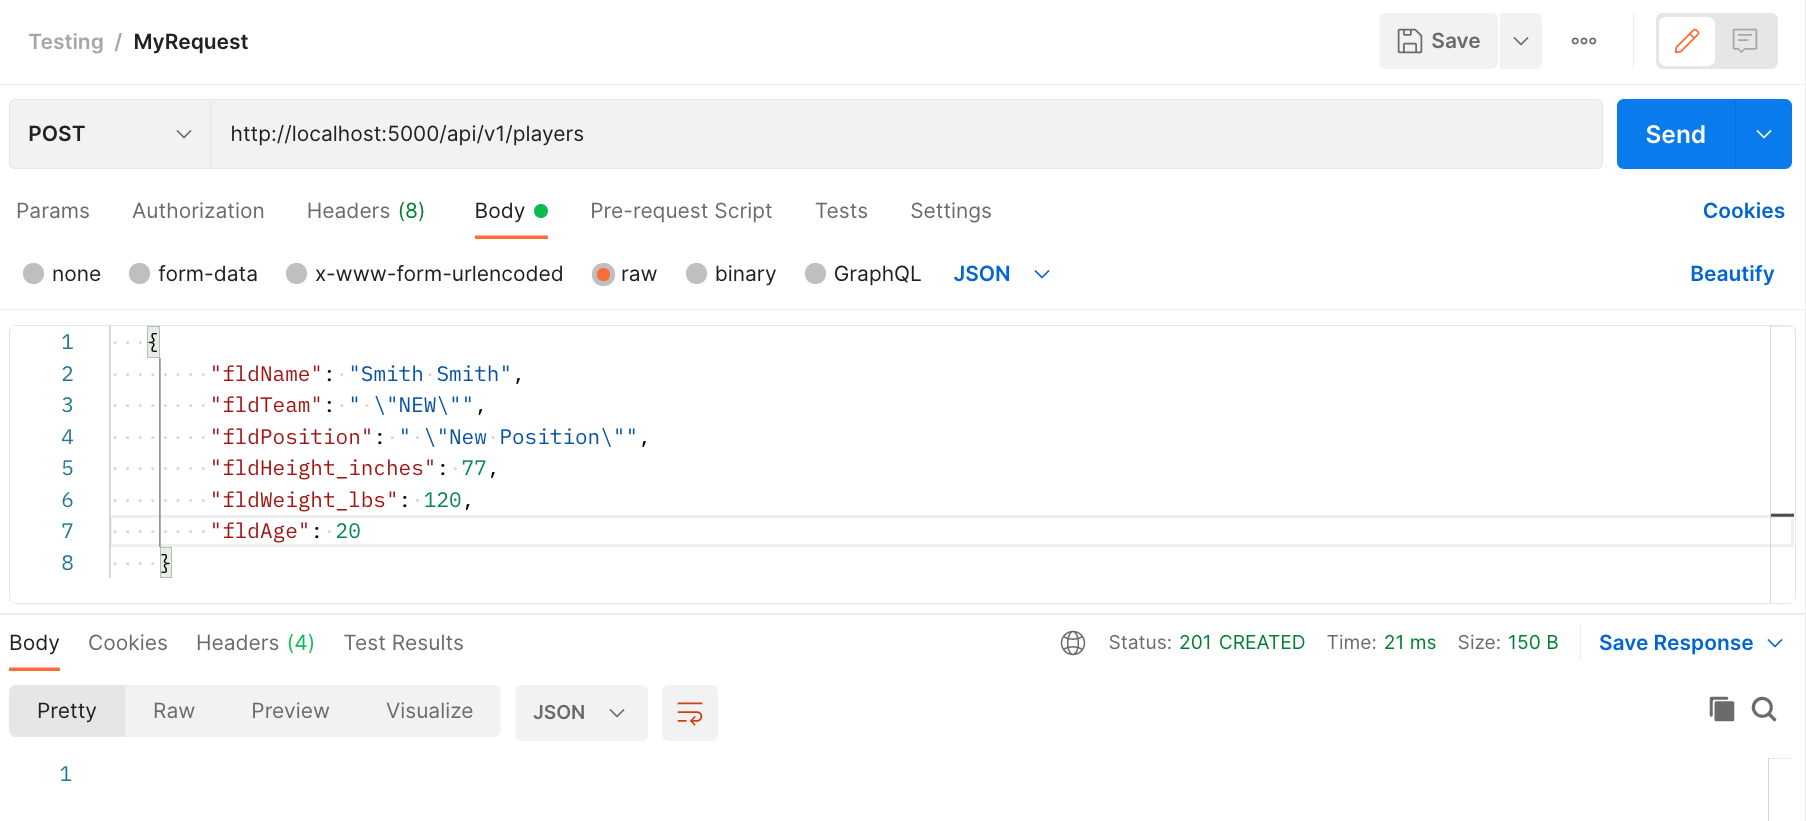 Testing / MyRequest
Save
POST
http://localhost:5000/api/v1/players
Send
Params Authorization Headers (8) Body Pre-request Script Tests Settings Cookies
none form-data x-www-form-urlencoded raw binary GraphQL JSON Beautify
1 {
2 "fldName": "Smith Smith",
3 "fldTeam": " \"NEW\"",
4 "fldPosition": " \"New Position\"",
5 "fldHeight_inches": 77,
6 "fldWeight_lbs": 120,
7 "fldAge": 20
8 }
Body Cookies Headers (4) Test Results Status: 201 CREATED Time: 21 ms Size: 150 B Save Response
Pretty Raw Preview Visualize JSON
1